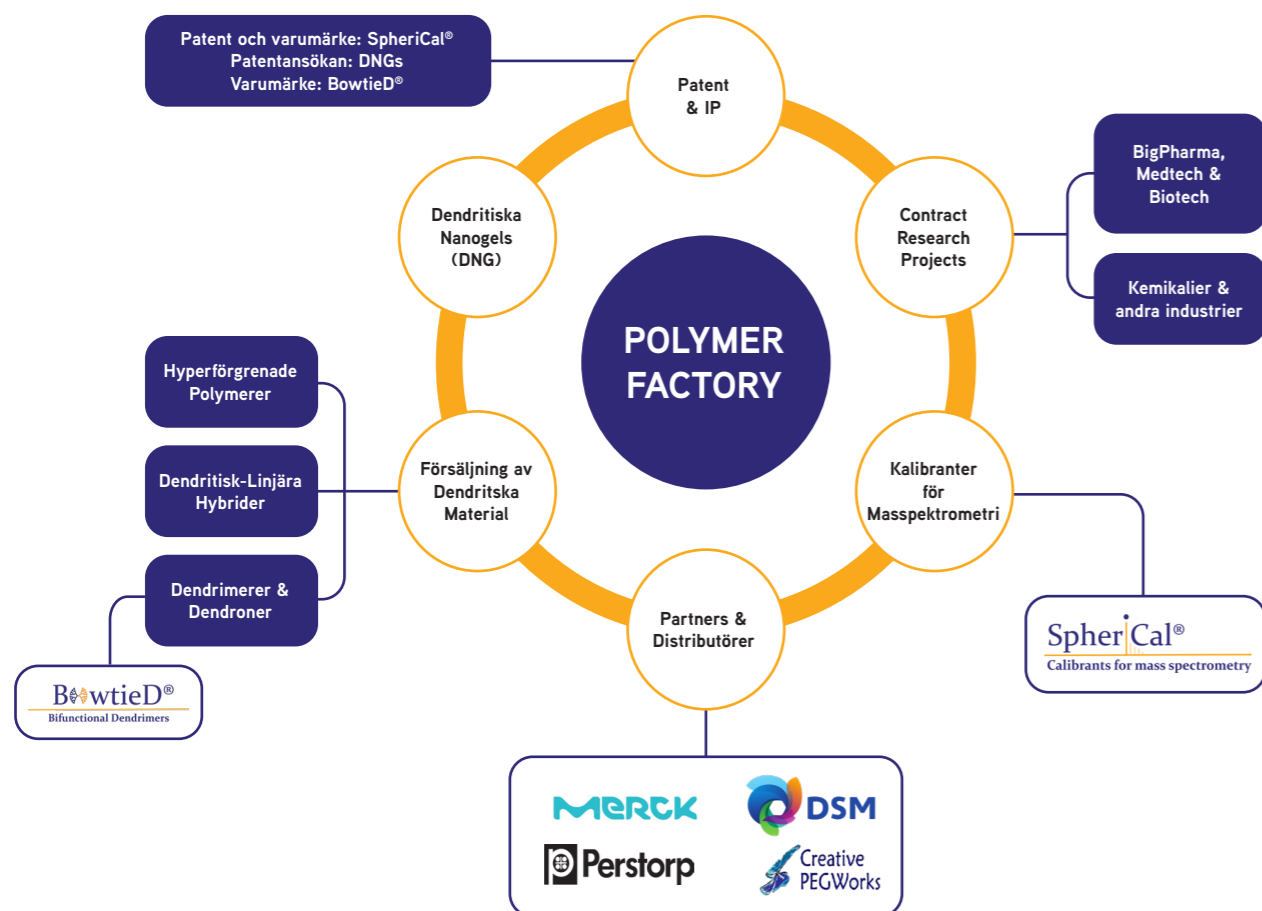 Patent och varumärke: SpheriCal®
Patentansökan: DNGs
Varumärke: BowtieD®
Patent
& IP
BigPharma,
Medtech &
Biotech
Contract
Research
Projects
Kemikalier &
andra industrier
Dendritiska
Nanogels
(DNG)
POLYMER
FACTORY
Hyperförgrenade
Polymerer
Dendritisk-Linjära
Hybrider
Dendrimerer &
Dendroner
Försäljning av
Dendritska
Material
Kalibranter
för
Masspektrometri
Partners &
Distributörer
SpheriCal®
Calibrants for mass spectrometry
BowtieD®
Bifunctional Dendrimers
MERCK
DSM
Perstorp
Creative
PEGWorks